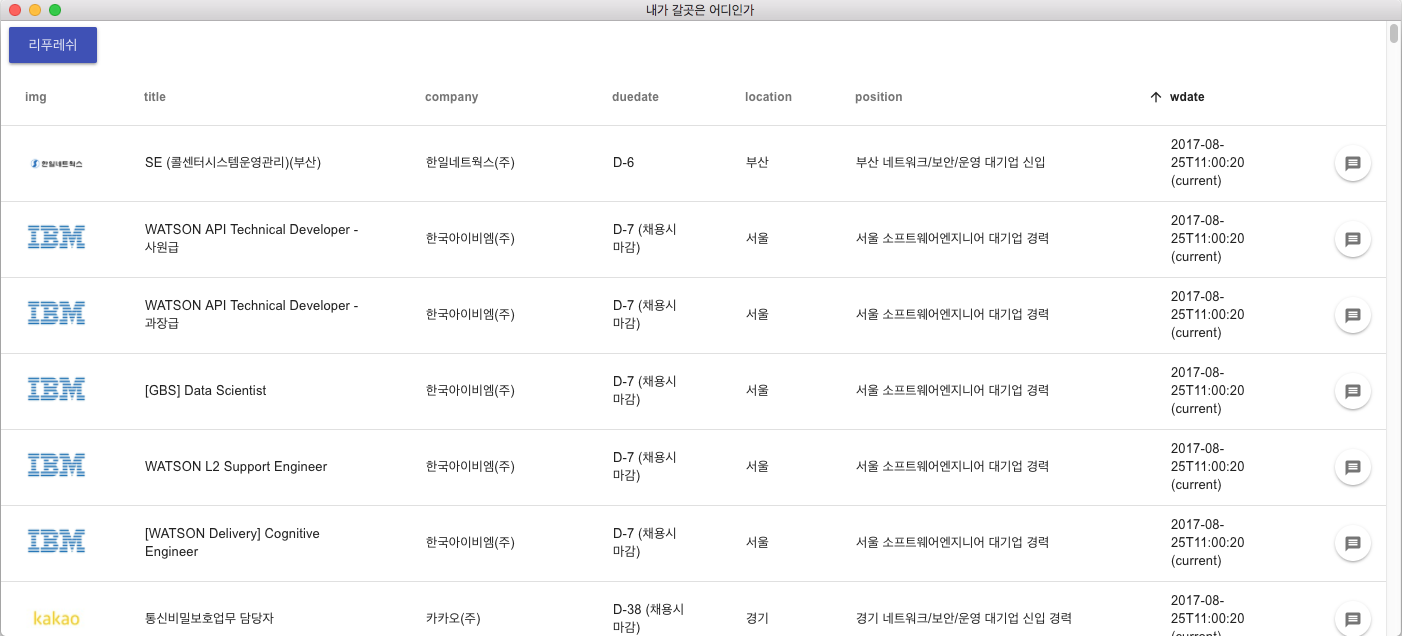 내가 갈곳은 어디인가
리푸레쉬
img title company duedate location position wdate
한일네트웍스 SE (콜센터시스템운영관리)(부산) 한일네트웍스(주) D-6 부산 부산 네트워크/보안/운영 대기업 신입 2017-08-
25T11:00:20
(current)
IBM WATSON API Technical Developer -
사원급 한국아이비엠(주) D-7 (채용시
마감) 서울 서울 소프트웨어엔지니어 대기업 경력 2017-08-
25T11:00:20
(current)
IBM WATSON API Technical Developer -
과장급 한국아이비엠(주) D-7 (채용시
마감) 서울 서울 소프트웨어엔지니어 대기업 경력 2017-08-
25T11:00:20
(current)
IBM [GBS] Data Scientist 한국아이비엠(주) D-7 (채용시
마감) 서울 서울 소프트웨어엔지니어 대기업 경력 2017-08-
25T11:00:20
(current)
IBM WATSON L2 Support Engineer 한국아이비엠(주) D-7 (채용시
마감) 서울 서울 소프트웨어엔지니어 대기업 경력 2017-08-
25T11:00:20
(current)
IBM [WATSON Delivery] Cognitive
Engineer 한국아이비엠(주) D-7 (채용시
마감) 서울 서울 소프트웨어엔지니어 대기업 경력 2017-08-
25T11:00:20
(current)
kakao 통신비밀보호업무 담당자 카카오(주) D-38 (채용시
마감) 경기 경기 네트워크/보안/운영 대기업 신입 경력 2017-08-
25T11:00:20
(current)